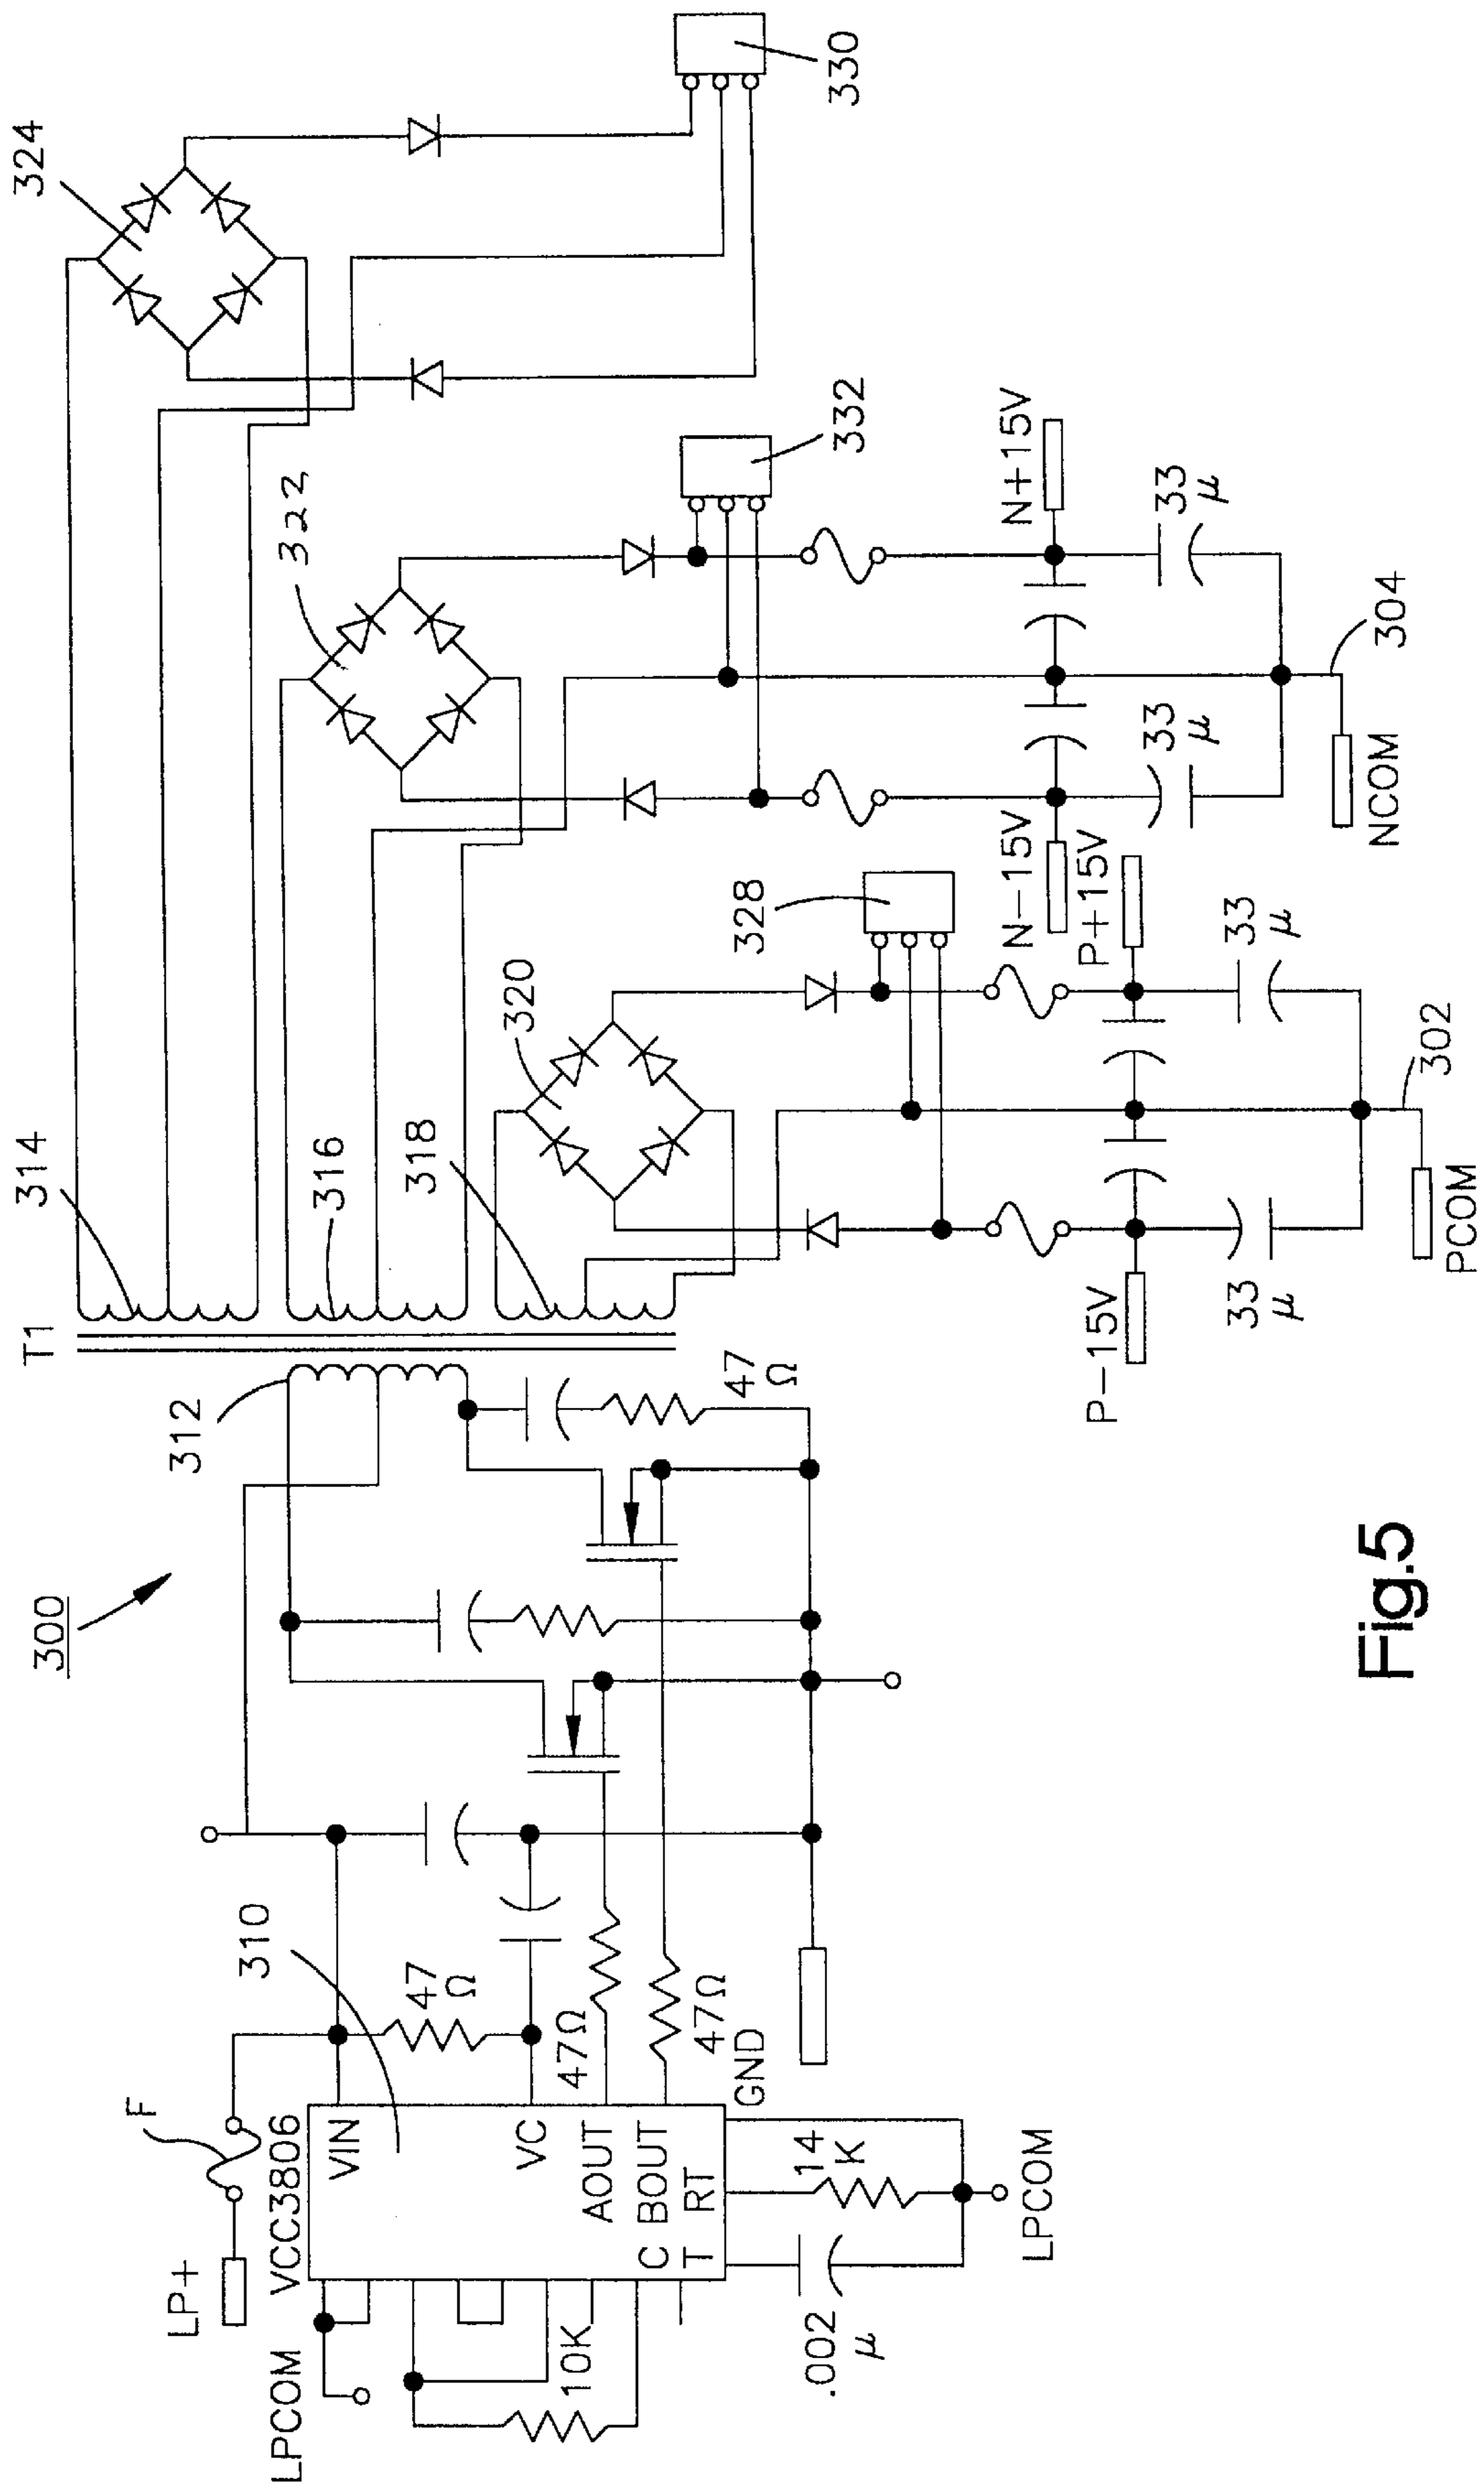 300
T1
314
324
312
316
322
318
320
328
332
330
LP+
F
310
VCC3806
LPCOM
VIN
VC
AOUT
BOUT
C
T
RT
GND
47
Ω
47Ω
47Ω
47
Ω
10K
.002
μ
14
K
LPCOM
P-15V
P+15V
33
μ
33
μ
PCOM
302
N-15V
N+15V
33
μ
33
μ
NCOM
304
Fig.5